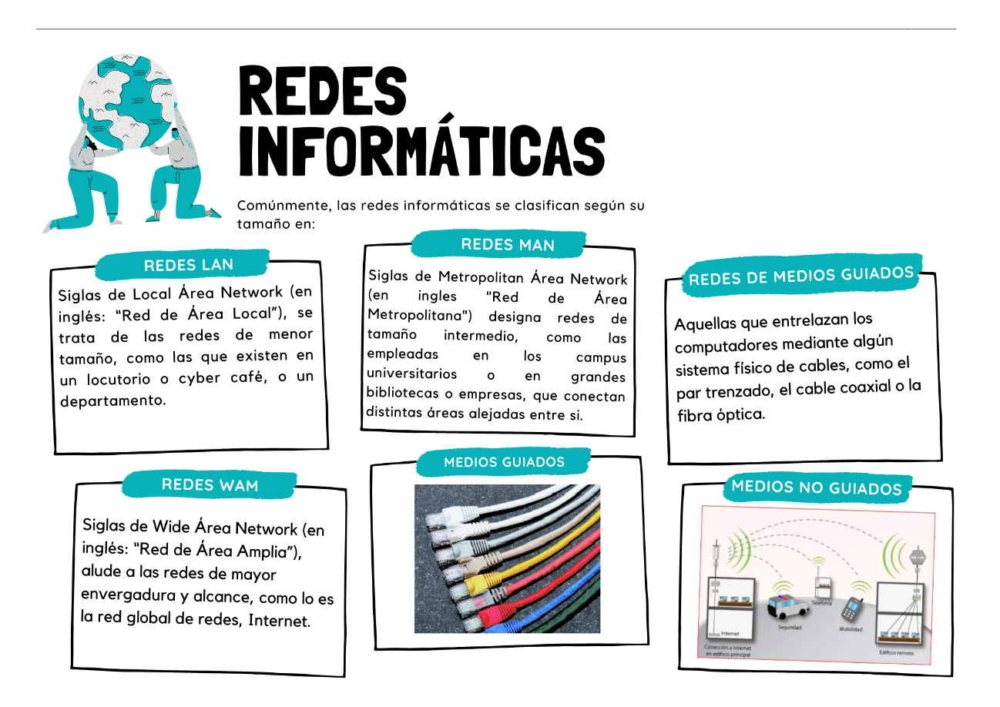 REDES
INFORMÁTICAS
Comúnmente, las redes informáticas se clasifican según su
tamaño en:
REDES LAN
Siglas de Local Área Network (en
inglés: “Red de Área Local”), se
trata de las redes de menor
tamaño, como las que existen en
un locutorio o cyber café, o un
departamento.
REDES MAN
Siglas de Metropolitan Área Network
(en ingles "Red de Área
Metropolitana") designa redes de
tamaño intermedio, como las
empleadas en los campus
universitarios o en grandes
bibliotecas o empresas, que conectan
distintas áreas alejadas entre si.
REDES DE MEDIOS GUIADOS
Aquellas que entrelazan los
computadores mediante algún
sistema físico de cables, como el
par trenzado, el cable coaxial o la
fibra óptica.
REDES WAM
Siglas de Wide Área Network (en
inglés: “Red de Área Amplia”),
alude a las redes de mayor
envergadura y alcance, como lo es
la red global de redes, Internet.
MEDIOS GUIADOS
MEDIOS NO GUIADOS
Telefonía
Seguridad
Mobilidad
Internet
Conección a internet
en edificio principal
Edificio remoto